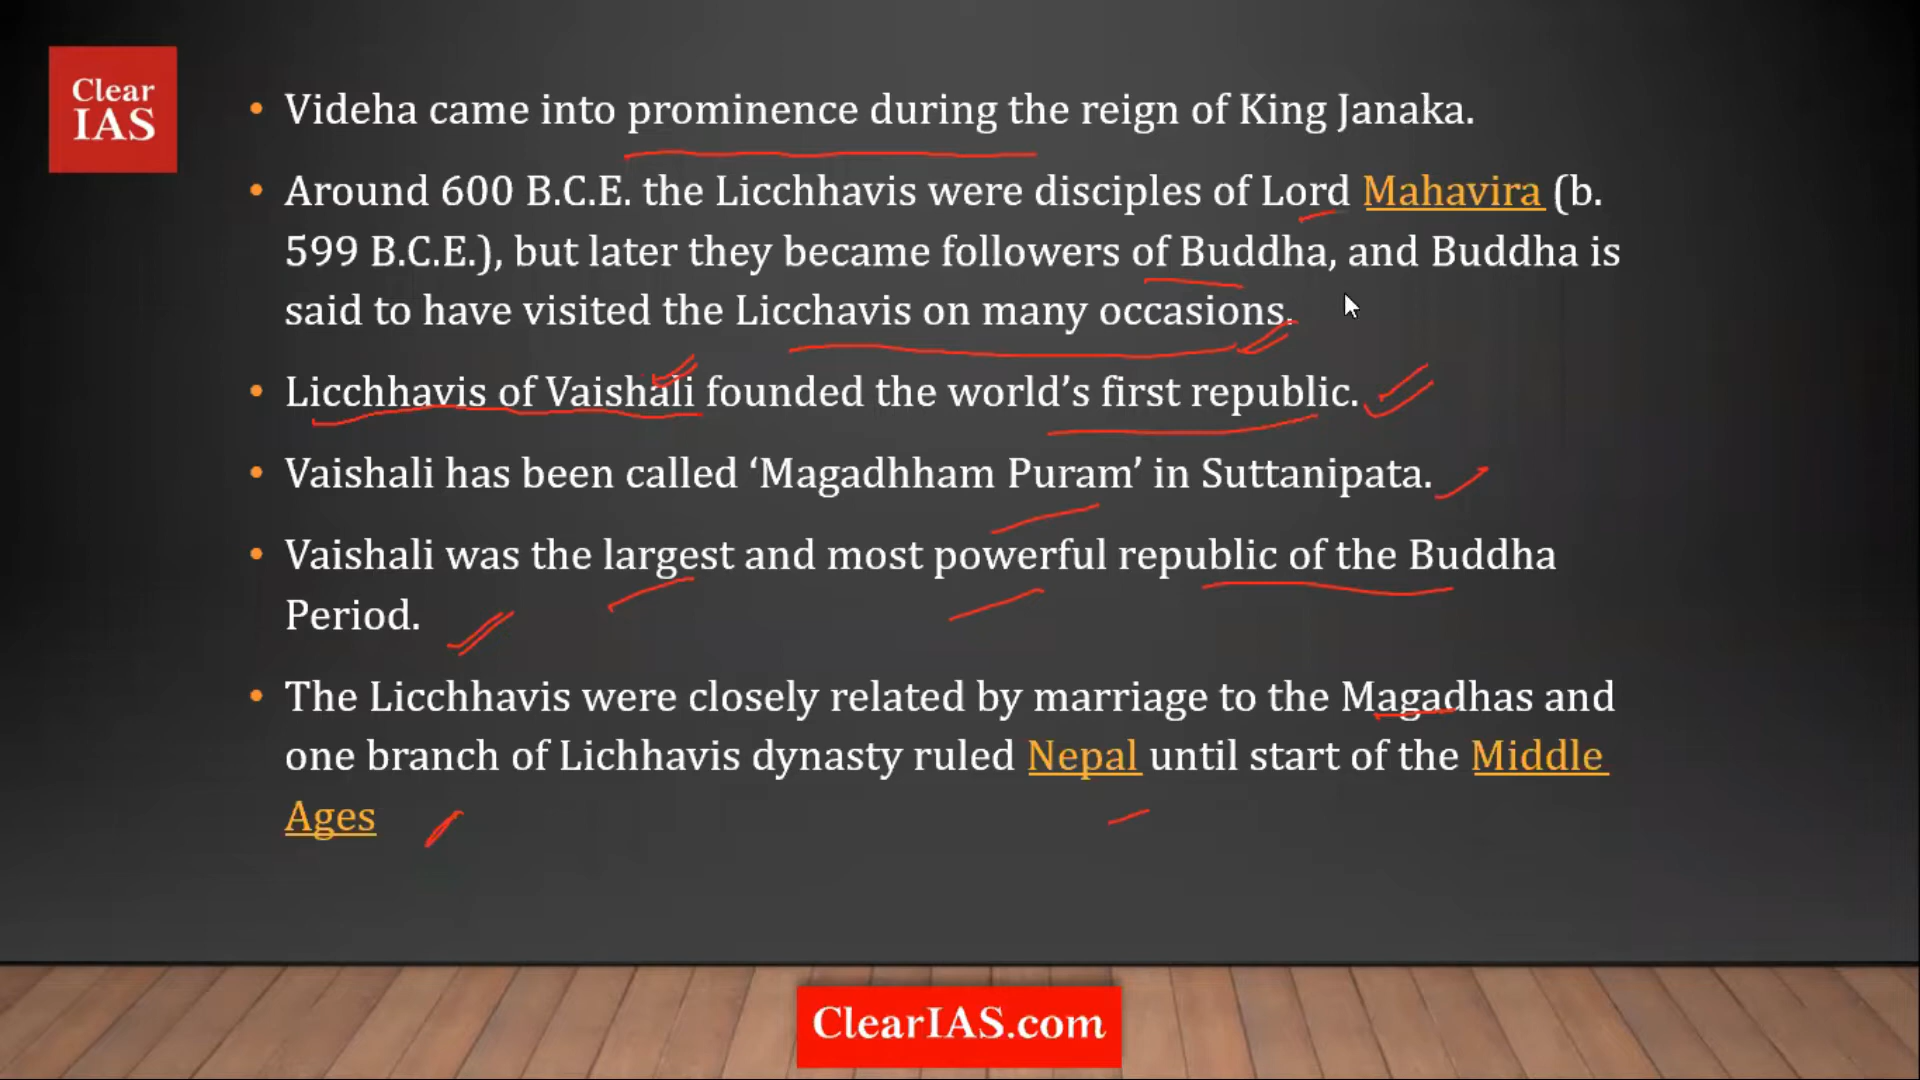 Clear
IAS
• Videha came into prominence during the reign of King Janaka.
• Around 600 B.C.E. the Licchhavis were disciples of Lord Mahavira (b.
599 B.C.E.), but later they became followers of Buddha, and Buddha is
said to have visited the Licchavis on many occasions.
• Licchhavis of Vaishali founded the world’s first republic.
• Vaishali has been called ‘Magadhham Puram’ in Suttanipata.
• Vaishali was the largest and most powerful republic of the Buddha
Period.
• The Licchhavis were closely related by marriage to the Magadhas and
one branch of Lichhavis dynasty ruled Nepal until start of the Middle
Ages
ClearIAS.com